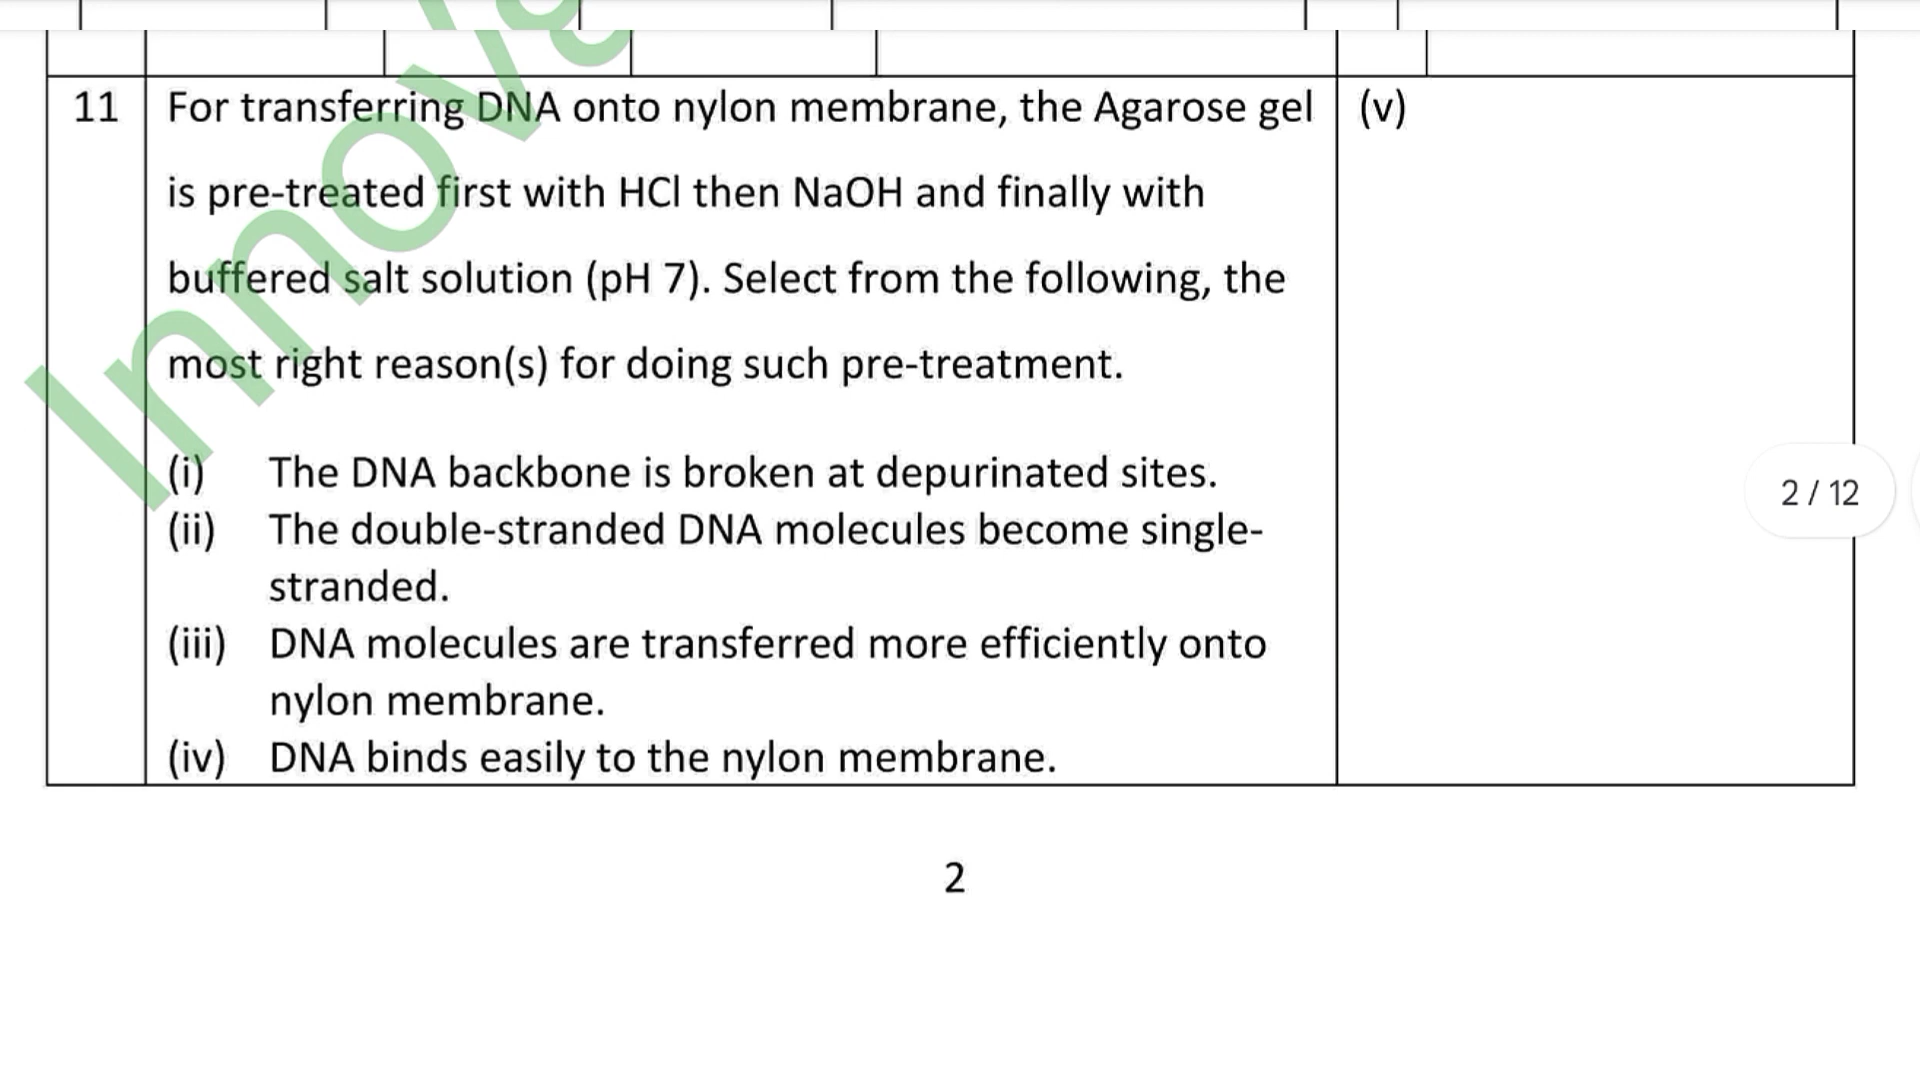 11 For transferring DNA onto nylon membrane, the Agarose gel (v)
is pre-treated first with HCl then NaOH and finally with
buffered salt solution (pH 7). Select from the following, the
most right reason(s) for doing such pre-treatment.
(i) The DNA backbone is broken at depurinated sites.
(ii) The double-stranded DNA molecules become single-
stranded.
(iii) DNA molecules are transferred more efficiently onto
nylon membrane.
(iv) DNA binds easily to the nylon membrane.
2 / 12
2
Innova